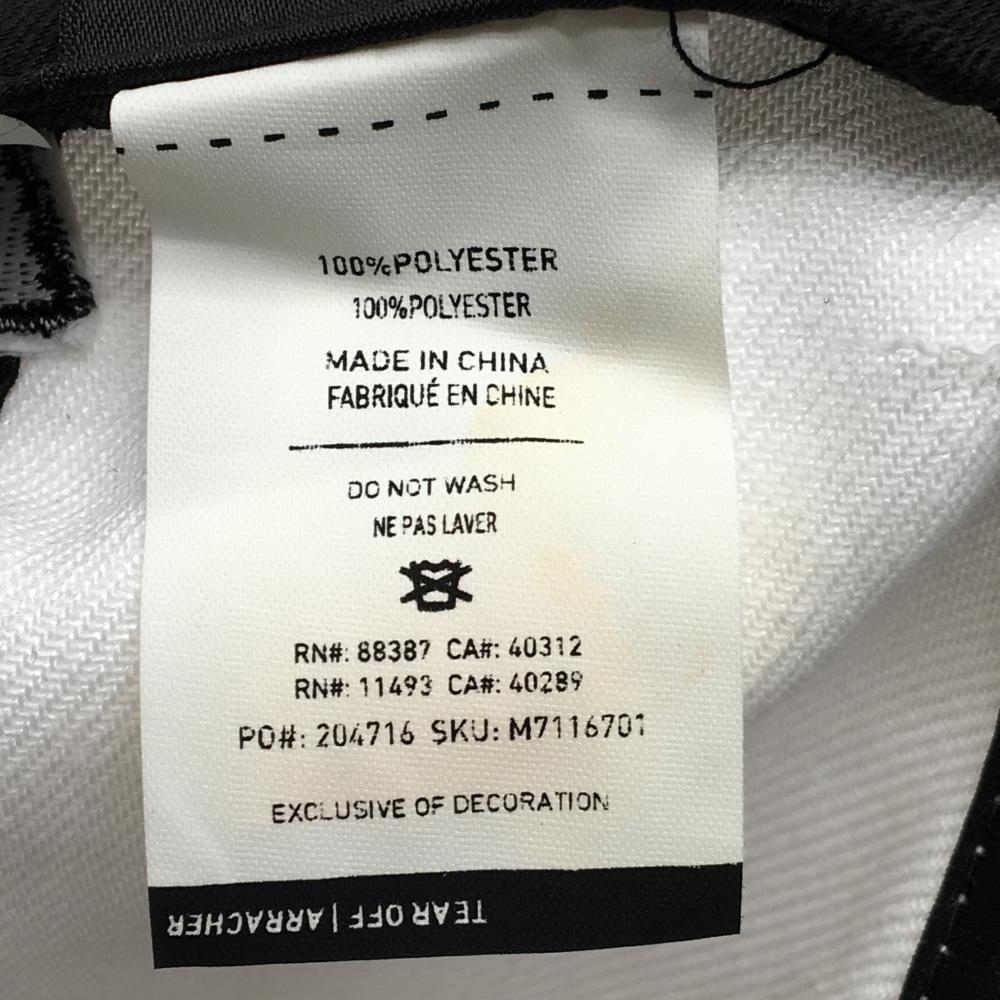 100%POLYESTER
100%POLYESTER
MADE IN CHINA
FABRIQUÉ EN CHINE
DO NOT WASH
NE PAS LAVER
RN#: 88387 CA#: 40312
RN#: 11493 CA#: 40289
PO#: 204716 SKU: M7116701
EXCLUSIVE OF DECORATION
TEAR OFF | ARRACHER